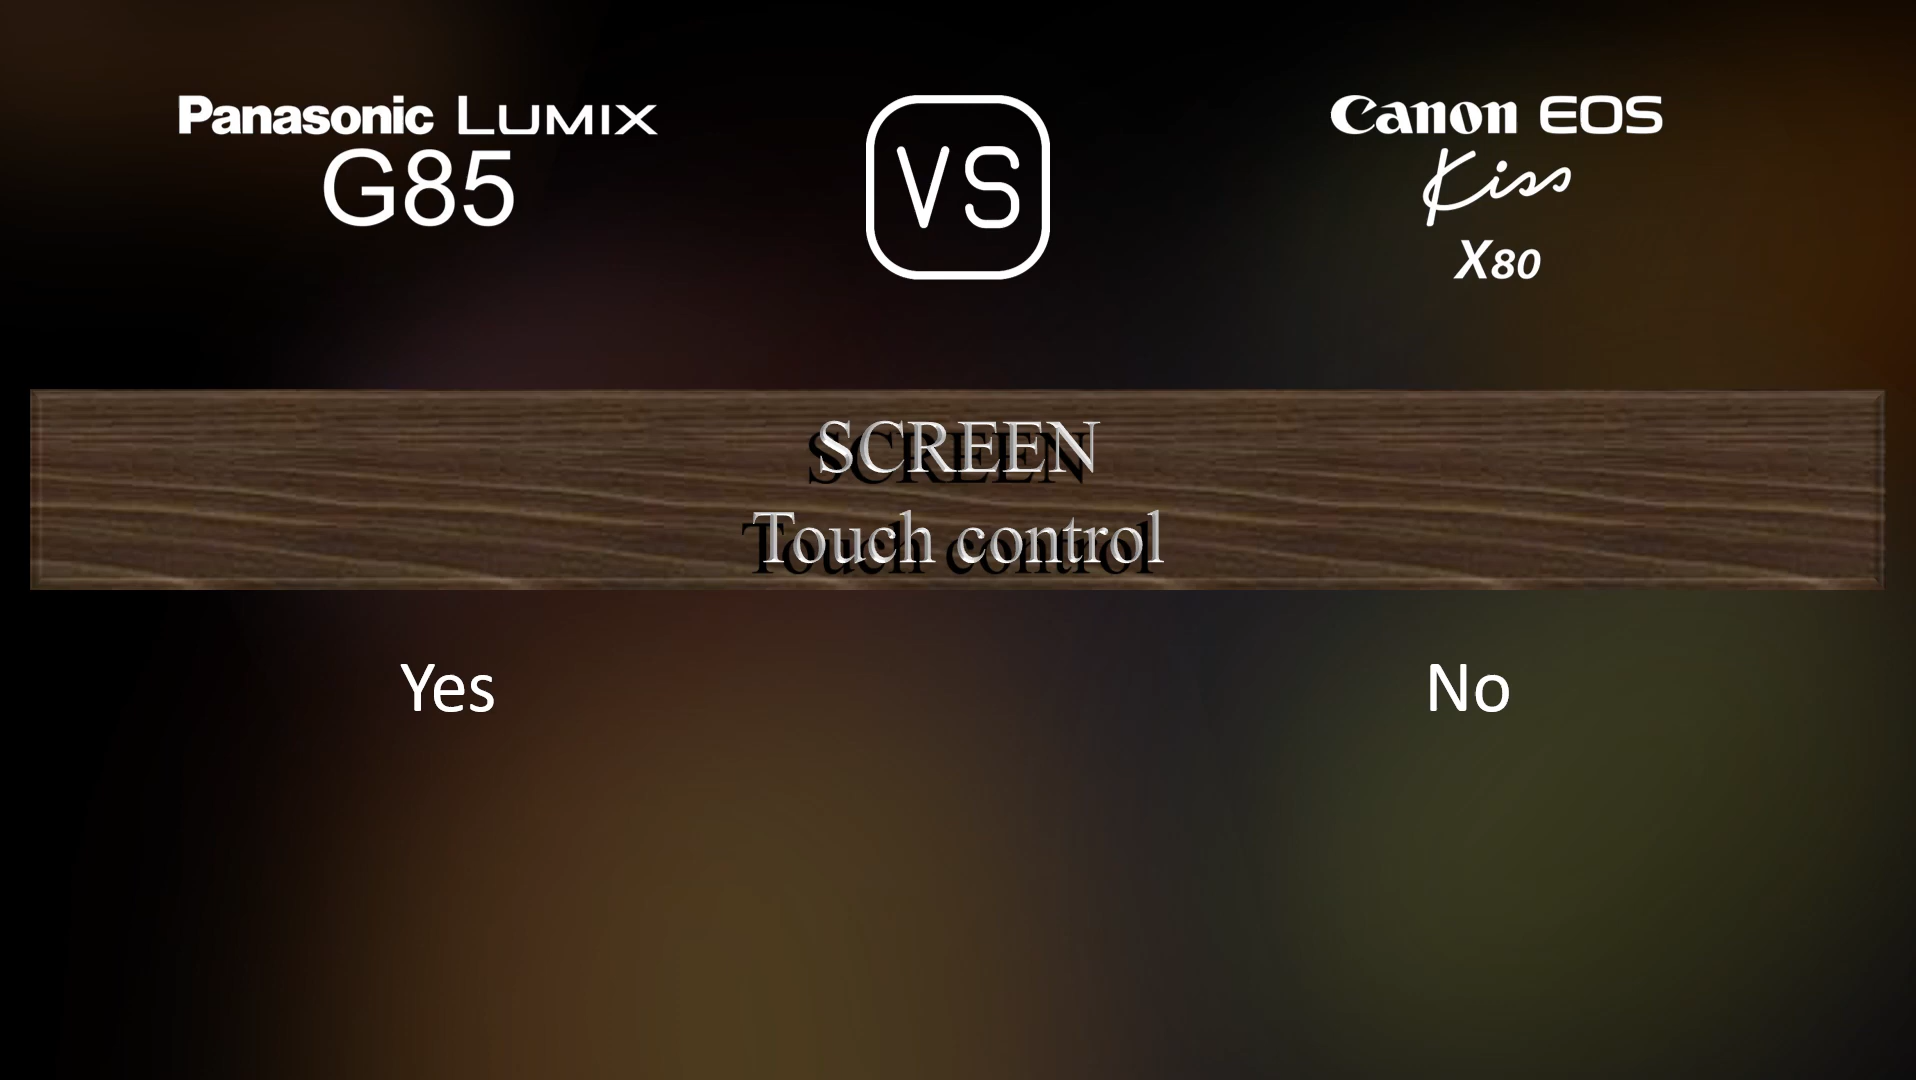 Panasonic LUMIX
G85
VS
Canon EOS
Kiss
X80
SCREEN
Touch control
Yes
No